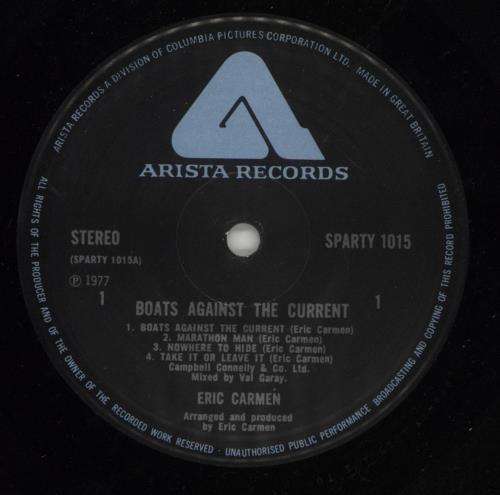 ARISTA RECORDS A DIVISION OF COLUMBIA PICTURES CORPORATION LTD. MADE IN GREAT BRITAIN
ARISTA RECORDS
STEREO
SPARTY 1015
(SPARTY 1015A)
℗ 1977
1
1
BOATS AGAINST THE CURRENT
1. BOATS AGAINST THE CURRENT (Eric Carmen)
2. MARATHON MAN (Eric Carmen)
3. NOWHERE TO HIDE (Eric Carmen)
4. TAKE IT OR LEAVE IT (Eric Carmen)
Campbell Connelly & Co. Ltd.
Mixed by Val Garay.
ERIC CARMEN
Arranged and produced
by Eric Carmen
ALL RIGHTS OF THE PRODUCER AND OF THE OWNER OF THE RECORDED WORK RESERVED · UNAUTHORISED PUBLIC PERFORMANCE BROADCASTING AND COPYING OF THIS RECORD PROHIBITED